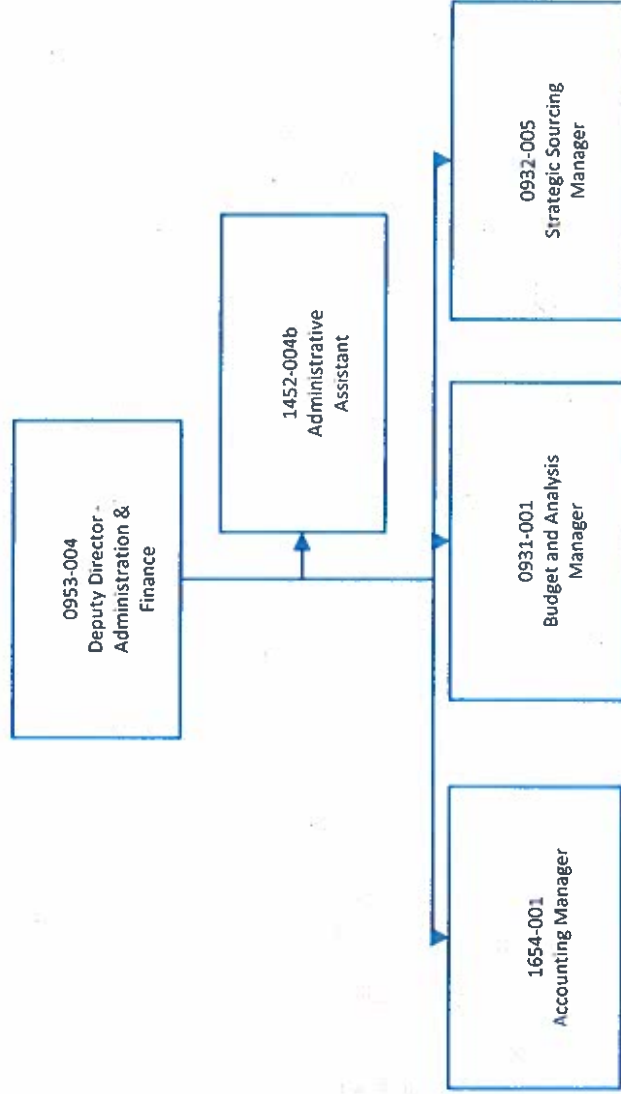 0953-004
Deputy Director -
Administration &
Finance
1452-004b
Administrative
Assistant
1654-001
Accounting Manager
0931-001
Budget and Analysis
Manager
0932-005
Strategic Sourcing
Manager